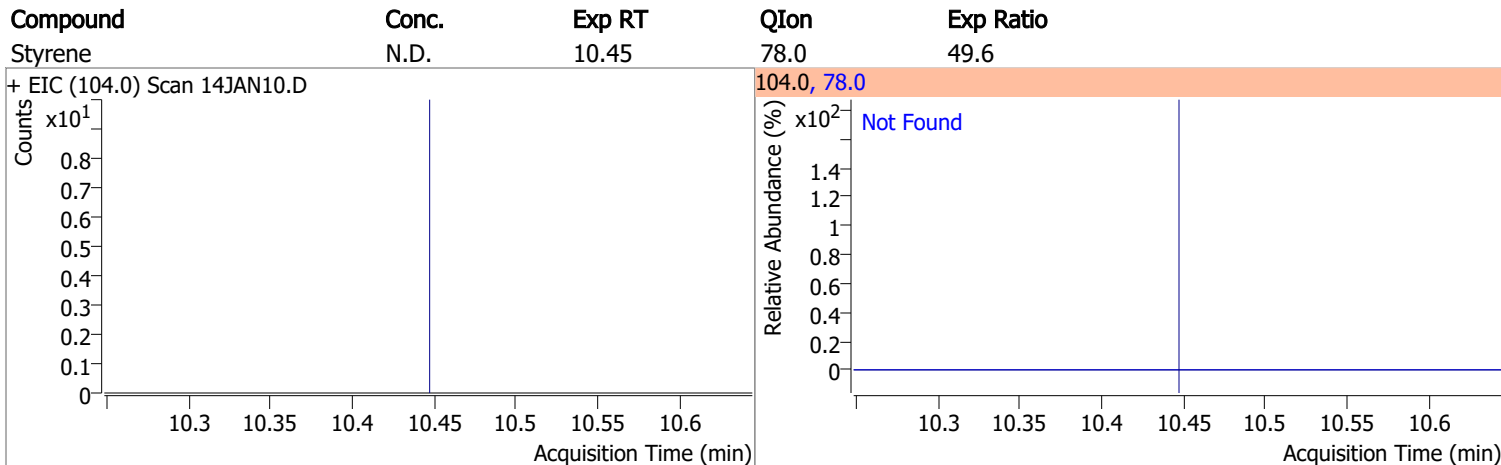 Compound Conc. Exp RT QIon Exp Ratio
Styrene N.D. 10.45 78.0 49.6
+ EIC (104.0) Scan 14JAN10.D
Counts
x10¹
0.8
0.7
0.6
0.5
0.4
0.3
0.2
0.1
0
10.3 10.35 10.4 10.45 10.5 10.55 10.6
Acquisition Time (min)
104.0, 78.0
Relative Abundance (%)
x10²
Not Found
1.4
1.2
1
0.8
0.6
0.4
0.2
0
10.3 10.35 10.4 10.45 10.5 10.55 10.6
Acquisition Time (min)